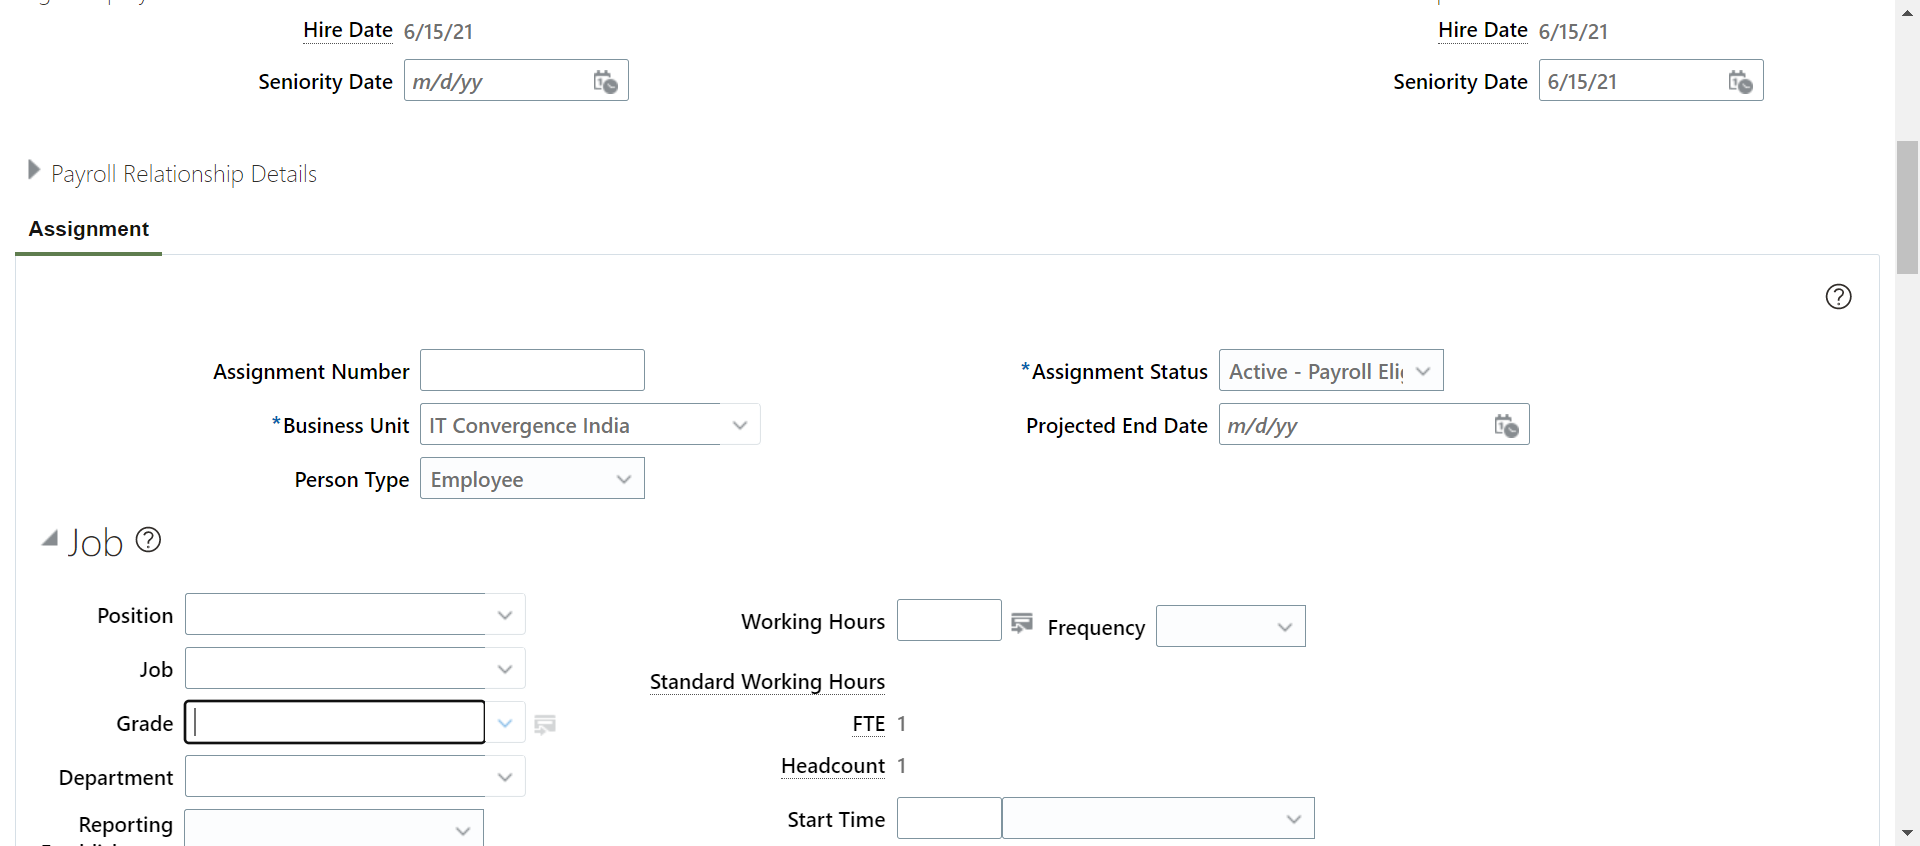 Hire Date 6/15/21 Hire Date 6/15/21
Seniority Date m/d/yy Seniority Date 6/15/21
Payroll Relationship Details
Assignment
Assignment Number *Assignment Status Active - Payroll Eli
*Business Unit IT Convergence India Projected End Date m/d/yy
Person Type Employee
Job
Position Working Hours Frequency
Job Standard Working Hours
Grade FTE 1
Department Headcount 1
Reporting Start Time